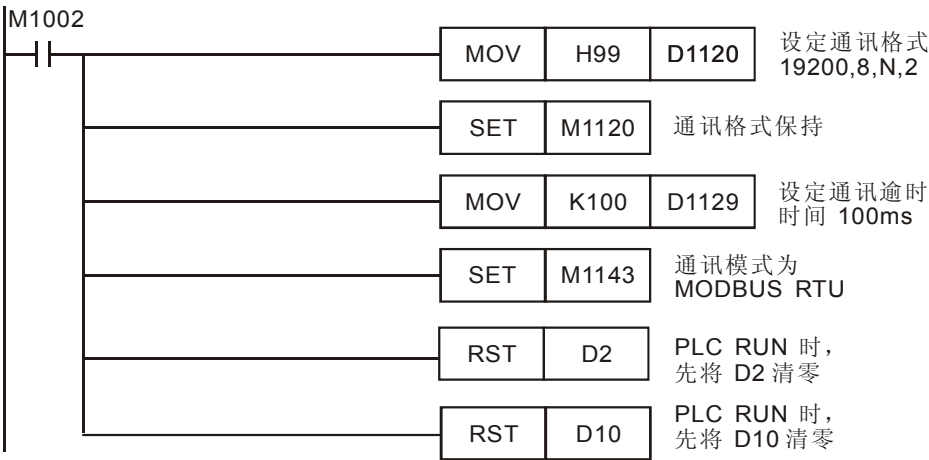 M1002
MOV H99 D1120 设定通讯格式
19200,8,N,2
SET M1120 通讯格式保持
MOV K100 D1129 设定通讯逾时
时间 100ms
SET M1143 通讯模式为
MODBUS RTU
RST D2 PLC RUN 时，
先将 D2 清零
RST D10 PLC RUN 时，
先将 D10 清零